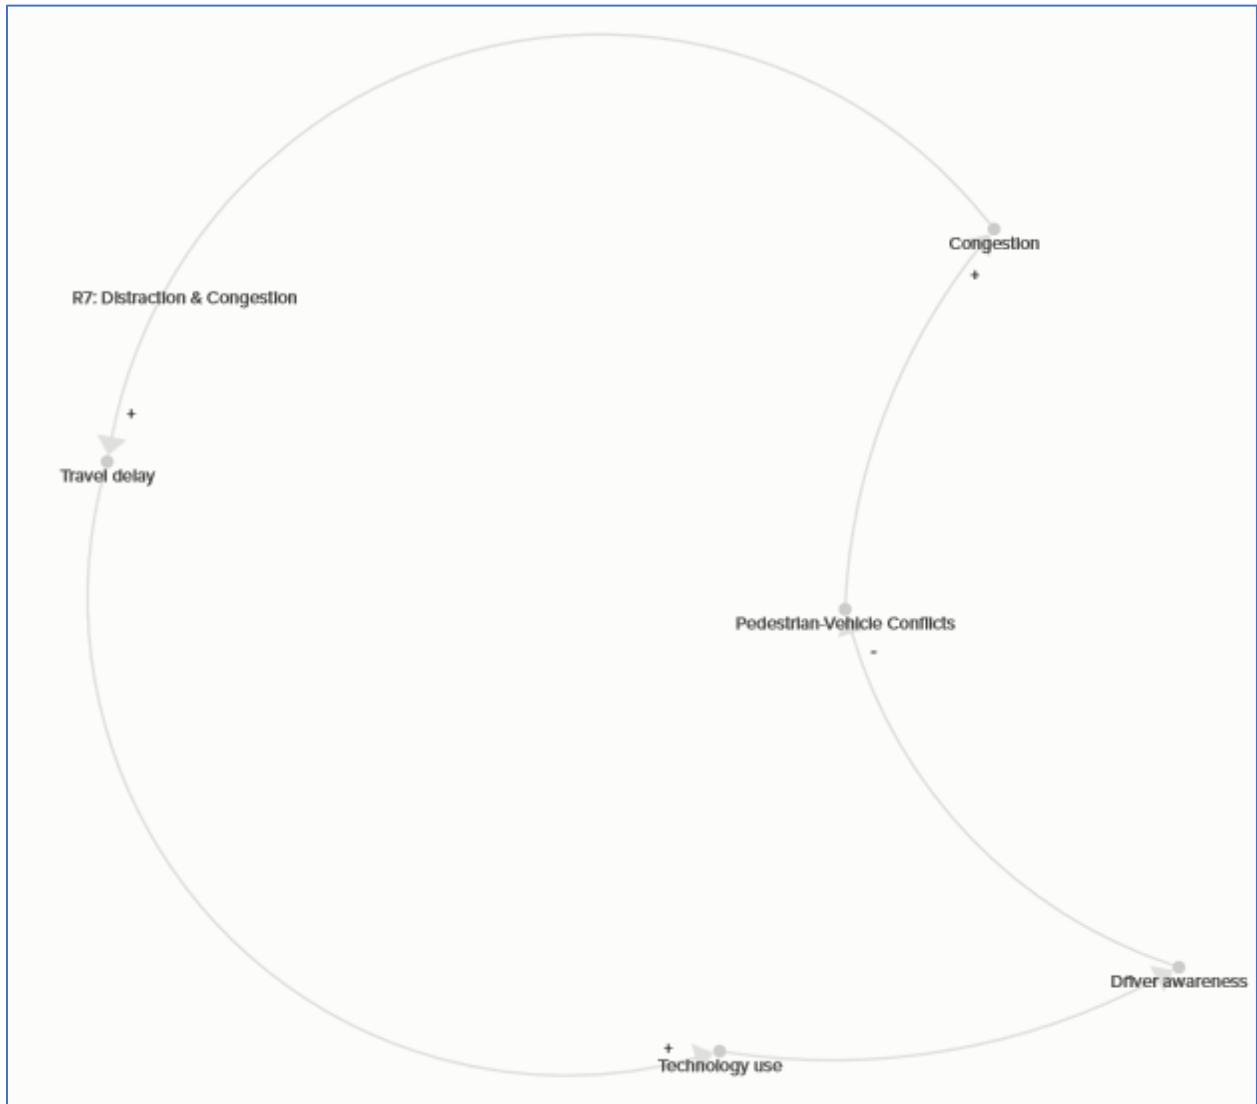 Congestion
+
R7: Distraction & Congestion
+
Travel delay
Pedestrian-Vehicle Conflicts
-
Driver awareness
+
Technology use